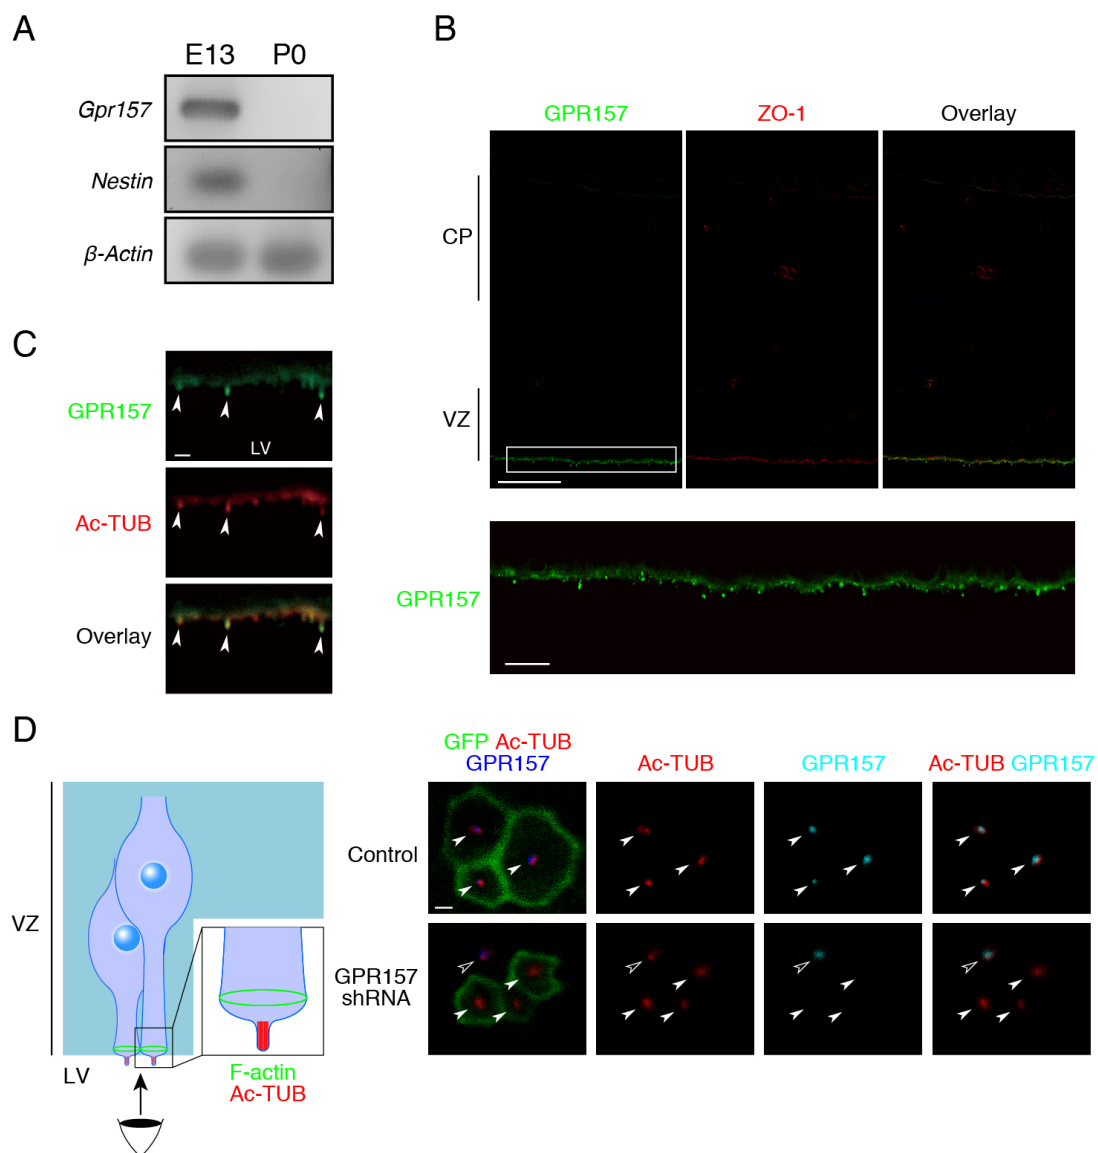 A
E13 P0
Gpr157
Nestin
β-Actin
B
GPR157 ZO-1 Overlay
CP
VZ
GPR157
C
GPR157
LV
Ac-TUB
Overlay
D
VZ
LV
F-actin
Ac-TUB
GFP Ac-TUB
GPR157
Ac-TUB
GPR157
Ac-TUB GPR157
Control
GPR157
shRNA